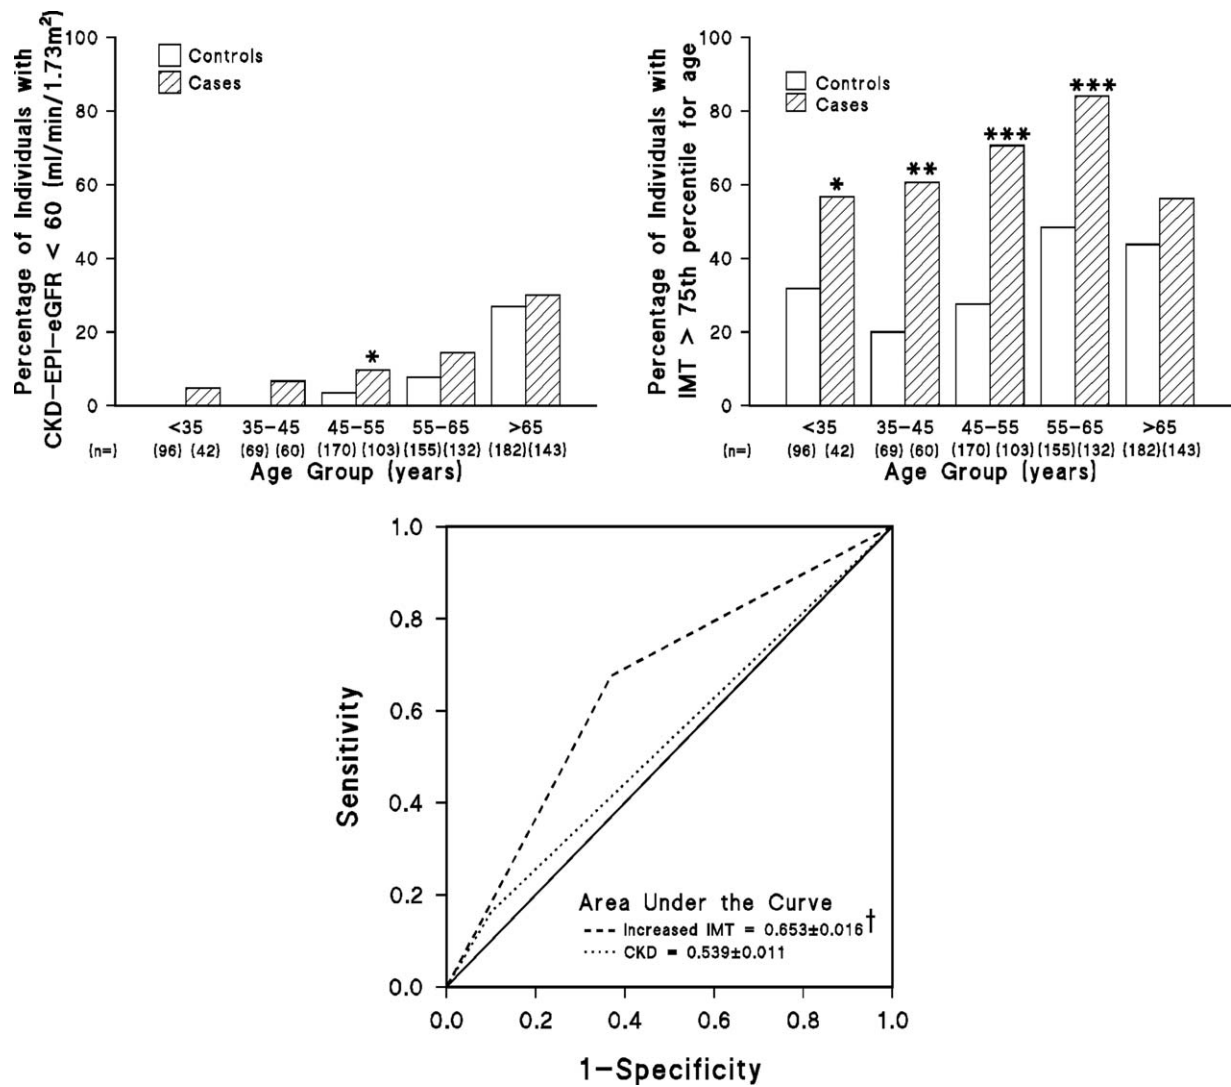 Percentage of Individuals with
CKD-EPI-eGFR < 60 (ml/min/1.73m²)
100
80
60
40
20
0
Controls
Cases
*
<35 35-45 45-55 55-65 >65
(n=) (96) (42) (69) (60) (170) (103) (155)(132) (182)(143)
Age Group (years)
Percentage of Individuals with
IMT > 75th percentile for age
100
80
60
40
20
0
Controls
Cases
* ** *** ***
<35 35-45 45-55 55-65 >65
(n=) (96) (42) (69) (60) (170) (103) (155)(132) (182)(143)
Age Group (years)
Sensitivity
1.0
0.8
0.6
0.4
0.2
0.0
Area Under the Curve
Increased IMT = 0.653±0.016†
CKD = 0.539±0.011
0.0 0.2 0.4 0.6 0.8 1.0
1-Specificity